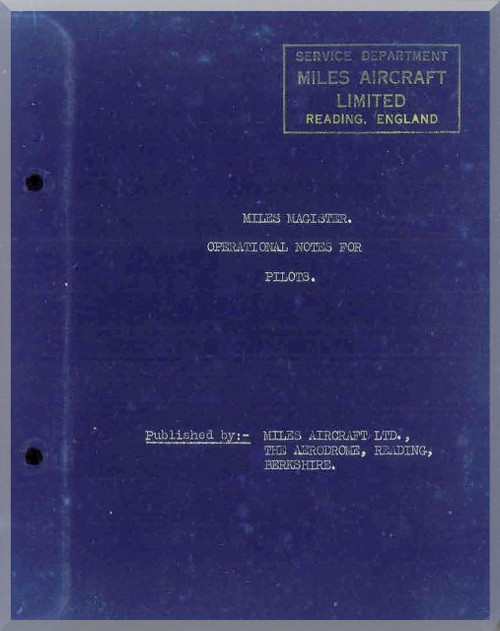 SERVICE DEPARTMENT
MILES AIRCRAFT
LIMITED
READING, ENGLAND
MILES MAGISTER.
OPERATIONAL NOTES FOR
PILOTS.
Published by:- MILES AIRCRAFT LTD.,
THE AERODROME, READING,
BERKSHIRE.